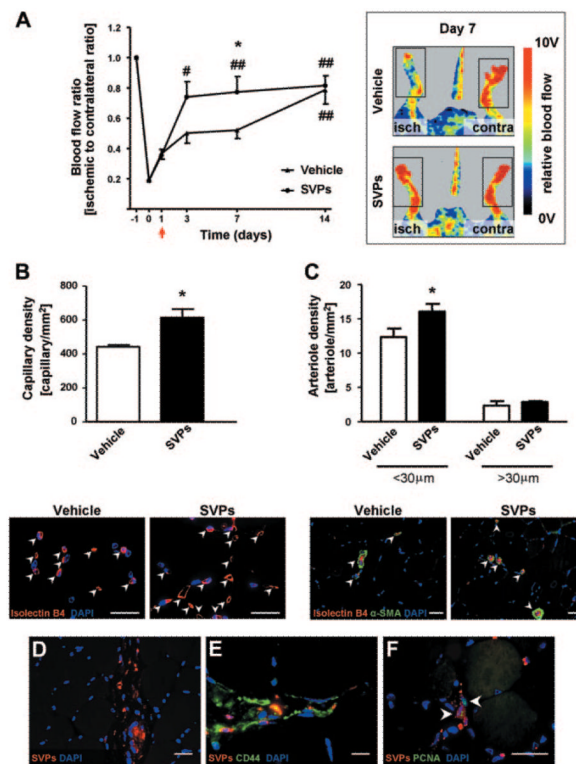 A
Blood flow ratio
[ischemic to contralateral ratio]
1.2
1.0
0.8
0.6
0.4
0.2
#
*
##
##
##
Vehicle
SVPs
-1 0 1 3 7 14
Time (days)
Day 7
Vehicle
isch contra
SVPs
isch contra
10V
relative blood flow
0V
B
Capillary density
[capillary/mm2]
800
600
400
200
0
*
Vehicle
SVPs
C
Arteriole density
[arteriole/mm2]
20
15
10
5
0
*
Vehicle
SVPs
Vehicle
SVPs
<30μm >30μm
Vehicle SVPs
Isolectin B4 DAPI
Vehicle SVPs
Isolectin B4 α-SMA DAPI
D
SVPs DAPI
E
SVPs CD44 DAPI
F
SVPs PCNA DAPI